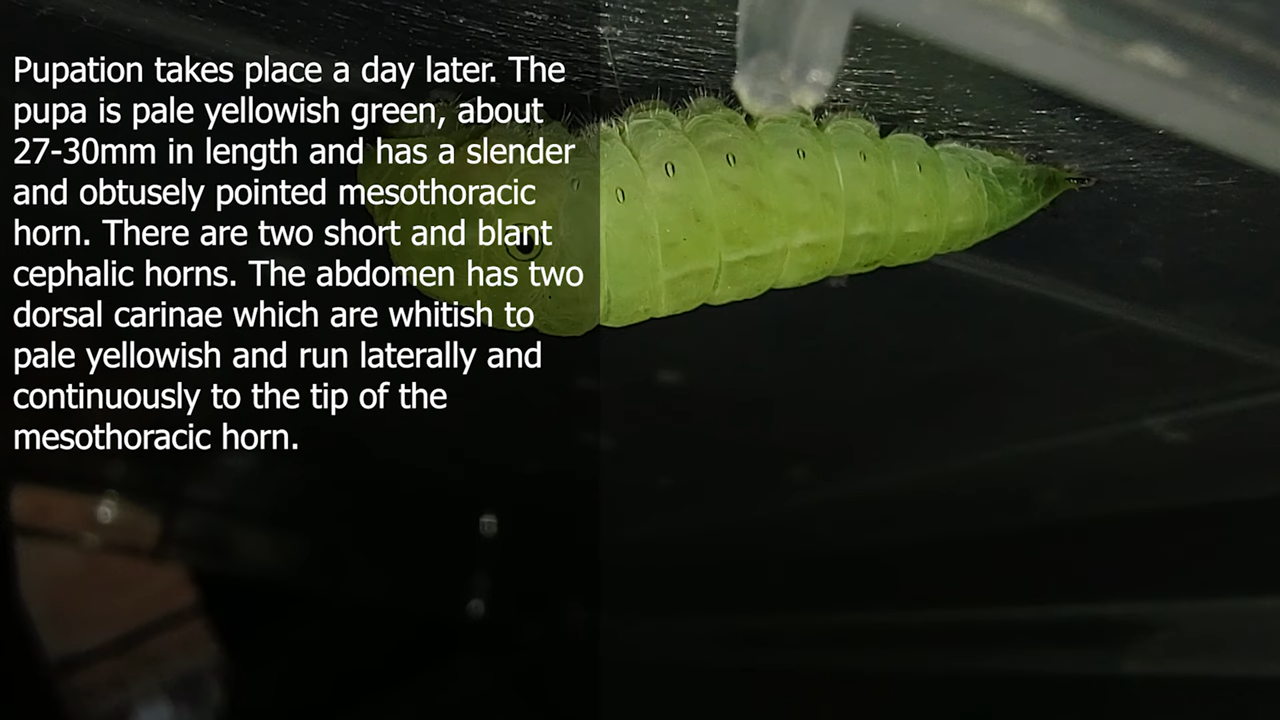 Pupation takes place a day later. The
pupa is pale yellowish green, about
27-30mm in length and has a slender
and obtusely pointed mesothoracic
horn. There are two short and blant
cephalic horns. The abdomen has two
dorsal carinae which are whitish to
pale yellowish and run laterally and
continuously to the tip of the
mesothoracic horn.